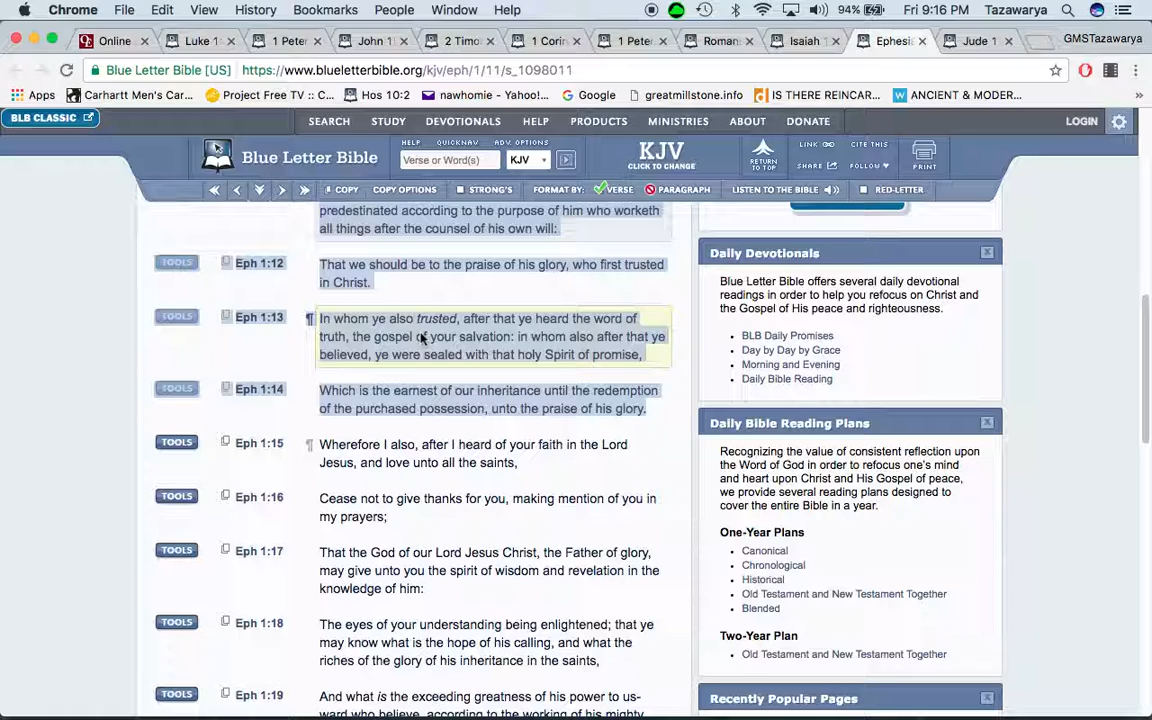 Chrome File Edit View History Bookmarks People Window Help 94% Fri 9:16 PM Tazawarya
Online Luke 1 1 Peter John 1 2 Timo 1 Corin 1 Peter Romans Isaiah 1 Ephesi Jude 1 GMSTazawarya
Blue Letter Bible [US] https://www.blueletterbible.org/kjv/eph/1/11/s_1098011
Apps Carhartt Men's Car... Project Free TV :: C... Hos 10:2 nawhomie - Yahoo!... Google greatmillstone.info IS THERE REINCAR... ANCIENT & MODER... »
BLB CLASSIC SEARCH STUDY DEVOTIONALS HELP PRODUCTS MINISTRIES ABOUT DONATE LOGIN
HELP QUICKNAV ADV OPTIONS
Blue Letter Bible Verse or Word(s) KJV
KJV
CLICK TO CHANGE
RETURN TO TOP
LINK CITE THIS
SHARE FOLLOW PRINT
COPY COPY OPTIONS STRONG'S FORMAT BY: VERSE PARAGRAPH LISTEN TO THE BIBLE RED-LETTER
predestinated according to the purpose of him who worketh
all things after the counsel of his own will:
TOOLS Eph 1:12 That we should be to the praise of his glory, who first trusted
in Christ.
TOOLS Eph 1:13 ¶ In whom ye also trusted, after that ye heard the word of
truth, the gospel of your salvation: in whom also after that ye
believed, ye were sealed with that holy Spirit of promise,
TOOLS Eph 1:14 Which is the earnest of our inheritance until the redemption
of the purchased possession, unto the praise of his glory.
TOOLS Eph 1:15 ¶ Wherefore I also, after I heard of your faith in the Lord
Jesus, and love unto all the saints,
TOOLS Eph 1:16 Cease not to give thanks for you, making mention of you in
my prayers;
TOOLS Eph 1:17 That the God of our Lord Jesus Christ, the Father of glory,
may give unto you the spirit of wisdom and revelation in the
knowledge of him:
TOOLS Eph 1:18 The eyes of your understanding being enlightened; that ye
may know what is the hope of his calling, and what the
riches of the glory of his inheritance in the saints,
TOOLS Eph 1:19 And what is the exceeding greatness of his power to us-
ward who believe, according to the working of his mighty
Daily Devotionals
Blue Letter Bible offers several daily devotional
readings in order to help you refocus on Christ and
the Gospel of His peace and righteousness.
• BLB Daily Promises
• Day by Day by Grace
• Morning and Evening
• Daily Bible Reading
Daily Bible Reading Plans
Recognizing the value of consistent reflection upon
the Word of God in order to refocus one's mind
and heart upon Christ and His Gospel of peace,
we provide several reading plans designed to
cover the entire Bible in a year.
One-Year Plans
• Canonical
• Chronological
• Historical
• Old Testament and New Testament Together
• Blended
Two-Year Plan
• Old Testament and New Testament Together
Recently Popular Pages